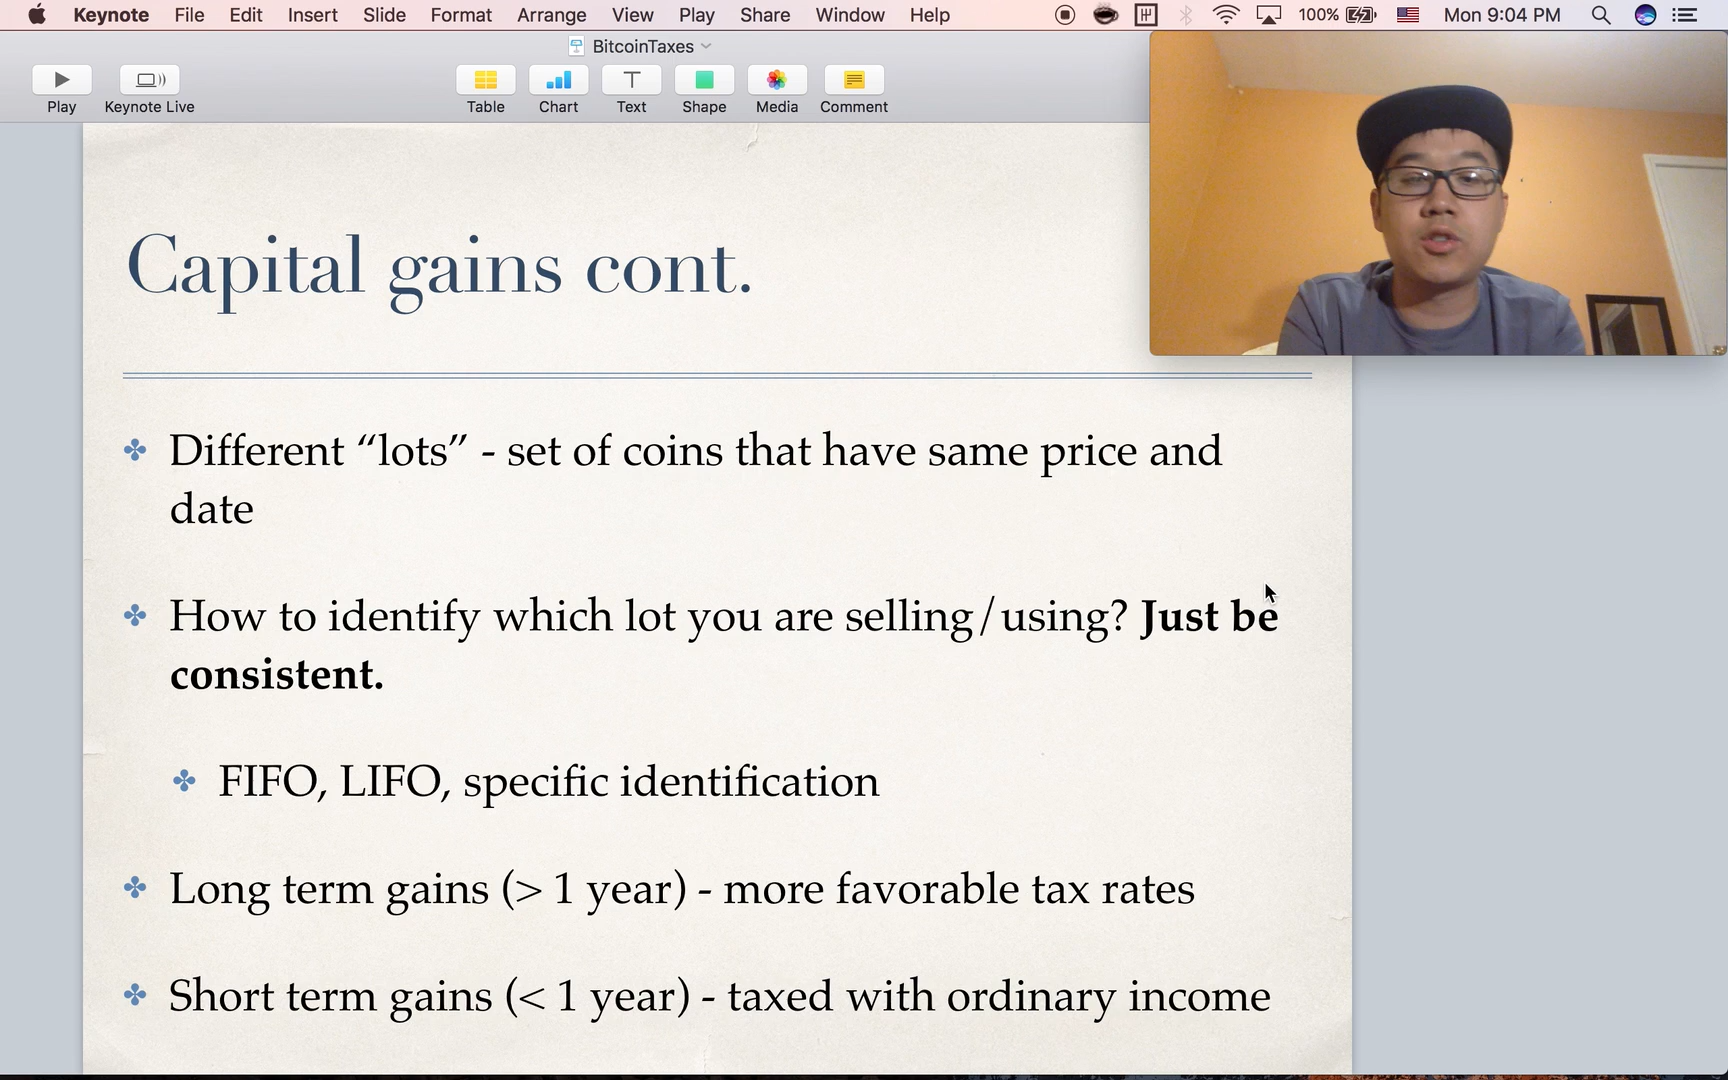 Keynote File Edit Insert Slide Format Arrange View Play Share Window Help 100% Mon 9:04 PM
BitcoinTaxes
Play Keynote Live Table Chart Text Shape Media Comment
Capital gains cont.
Different “lots” - set of coins that have same price and
date
How to identify which lot you are selling/using? Just be
consistent.
FIFO, LIFO, specific identification
Long term gains (> 1 year) - more favorable tax rates
Short term gains (< 1 year) - taxed with ordinary income